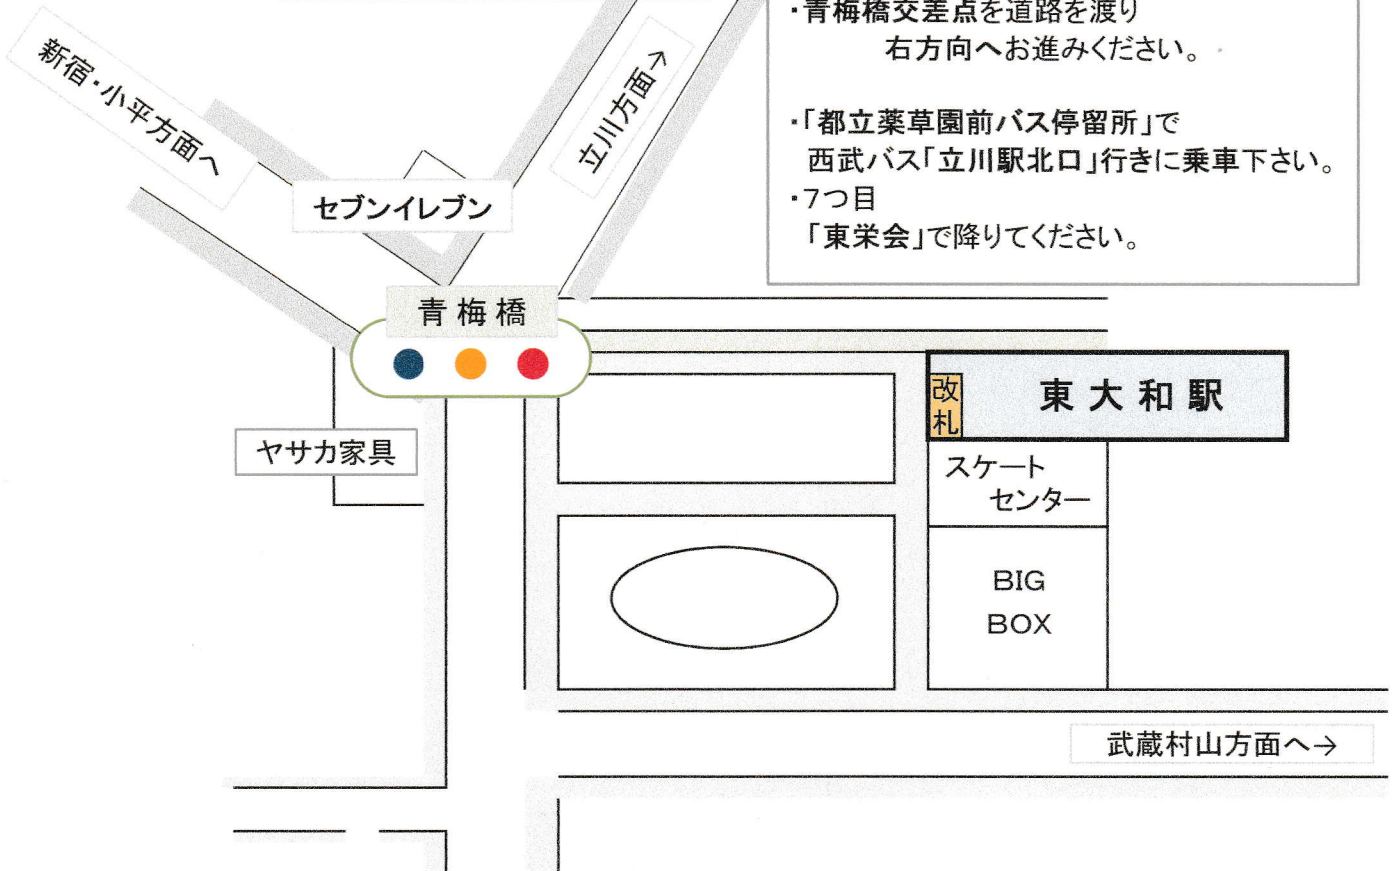 ・青梅橋交差点を道路を渡り
右方向へお進みください。
・「都立薬草園前バス停留所」で
西武バス「立川駅北口」行きに乗車下さい。
・7つ目
「東栄会」で降りてください。
新宿・小平方面へ
立川方面→
セブンイレブン
青梅橋
改札
東大和駅
ヤサカ家具
スケート
センター
BIG
BOX
武蔵村山方面へ→